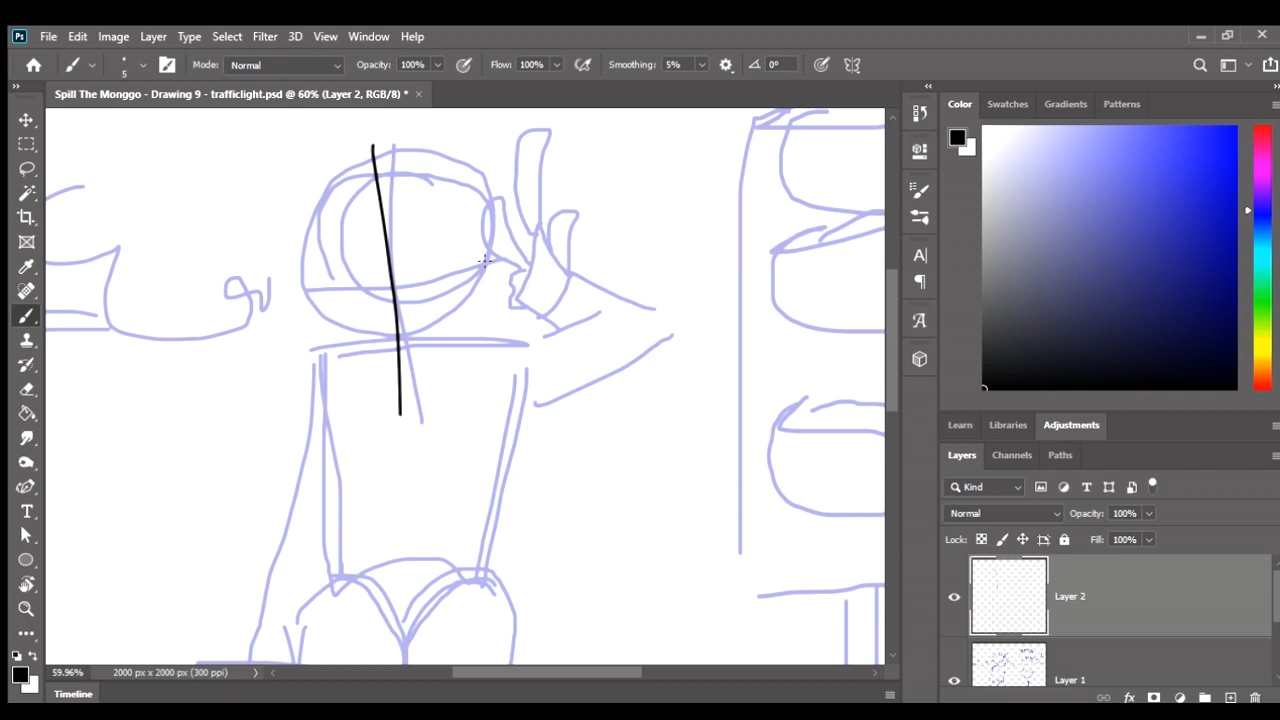 Ps File Edit Image Layer Type Select Filter 3D View Window Help
5 Mode: Normal Opacity: 100% Flow: 100% Smoothing: 5% 0°
Spill The Monggo - Drawing 9 - trafficlight.psd @ 60% (Layer 2, RGB/8) *
Color Swatches Gradients Patterns
Learn Libraries Adjustments
Layers Channels Paths
Kind
Normal Opacity: 100%
Lock: Fill: 100%
Layer 2
Layer 1
59.96% 2000 px x 2000 px (300 ppi)
Timeline